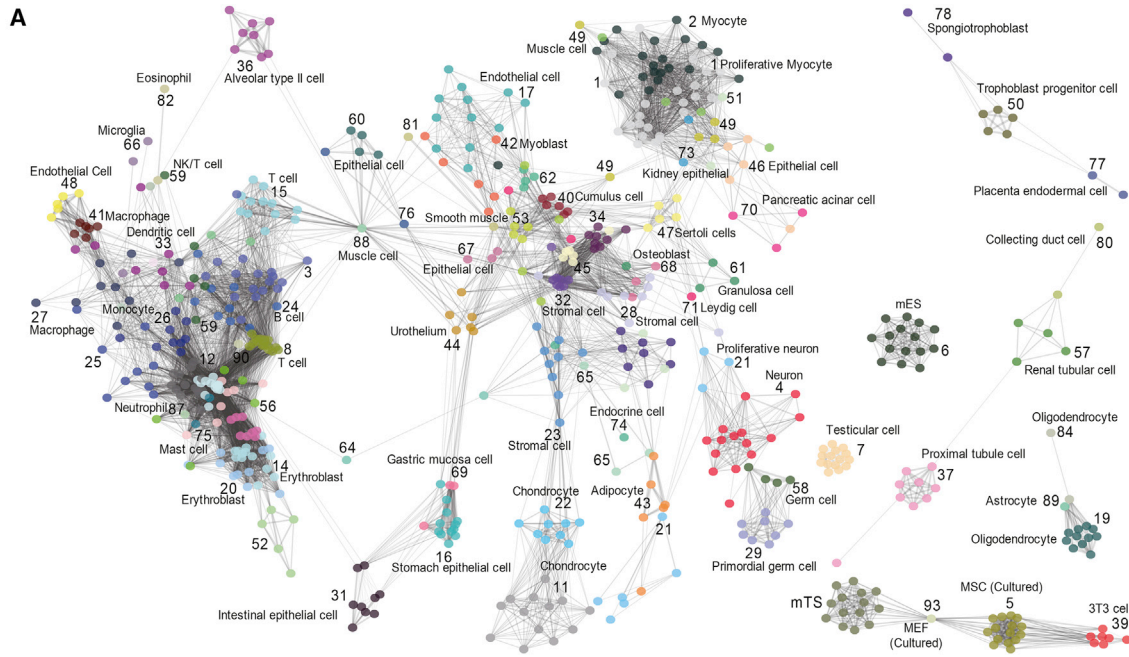 A
36
Alveolar type II cell
Eosinophil
82
Microglia
66
NK/T cell
59
Endothelial Cell
48
41
Macrophage
Dendritic cell
33
T cell
15
60
Epithelial cell
81
76
88
Muscle cell
3
24
B cell
Monocyte
26
59
27
Macrophage
25
12
90
8
T cell
Neutrophil
87
56
75
Mast cell
14
Erythroblast
20
Erythroblast
52
64
31
Intestinal epithelial cell
Endothelial cell
17
42
Myoblast
62
Smooth muscle
53
40
Cumulus cell
34
67
Epithelial cell
45
32
Stromal cell
Urothelium
44
28
Stromal cell
Osteoblast
68
61
Granulosa cell
71
Leydig cell
49
Muscle cell
2 Myocyte
1
1 Proliferative Myocyte
51
49
73
Kidney epithelial
46
Epithelial cell
49
47
Sertoli cells
70
Pancreatic acinar cell
65
23
Stromal cell
Endocrine cell
74
65
Gastric mucosa cell
69
16
Stomach epithelial cell
Chondrocyte
22
Chondrocyte
11
Adipocyte
43
21
Proliferative neuron
21
Neuron
4
58
Germ cell
29
Primordial germ cell
Testicular cell
7
78
Spongiotrophoblast
Trophoblast progenitor cell
50
77
Placenta endodermal cell
Collecting duct cell
80
mES
6
57
Renal tubular cell
Proximal tubule cell
37
Oligodendrocyte
84
Astrocyte
89
19
Oligodendrocyte
mTS
93
MEF
(Cultured)
MSC (Cultured)
5
3T3 cel
39